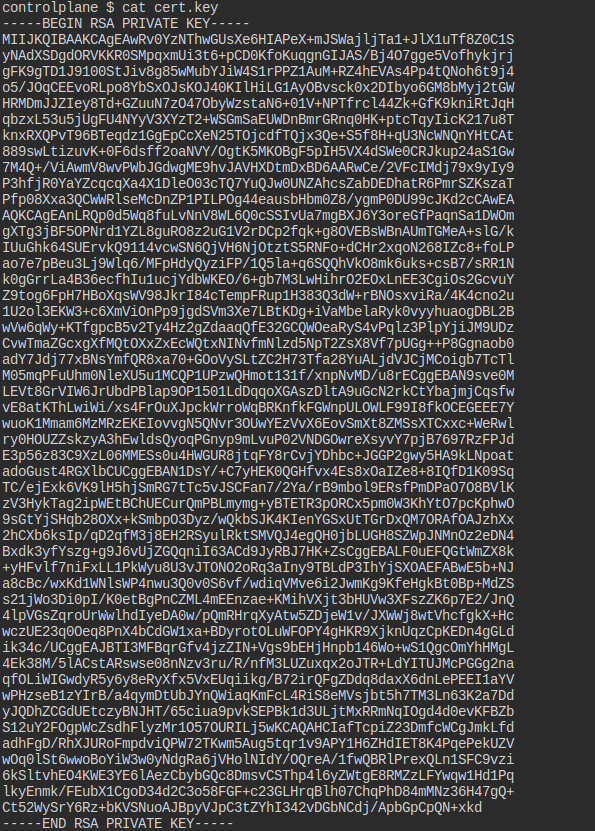 controlplane $ cat cert.key
-----BEGIN RSA PRIVATE KEY-----
MIIJKQIBAAKCAgEAwRv0YzNThwGUsXe6HIAPeX+mJSWajljTa1+JlX1uTf8Z0C1S
yNAdXSDgdORVKKR0SMpqxmUi3t6+pCD0KfoKuqgnGIJAS/Bj4O7gge5Vofhykjrj
gFK9gTD1J9100StJiv8g85wMubYJiW4S1rPPZ1AuM+RZ4hEVAs4Pp4tQNoh6t9j4
o5/JOqCEEvoRLpo8YbSxOJsKOJ40KIlHiLG1AyOBvsck0x2DIbyo6GM8bMyj2tGW
HRMDmJJZIey8Td+GZuuN7zO47ObyWzstaN6+01V+NPTfrcl44Zk+GfK9kniRtJqH
qbzxL53u5jUgFU4NYyV3XYzT2+WSGmSaEUWDnBmrGRnq0HK+ptcTqyIicK217u8T
knxRXQPvT96BTeqdz1GgEpCcXeN25TOjcdfTQjx3Qe+S5f8H+qU3NcWNQnYHtCAt
889swLtizuvK+0F6dsff2oaNVY/OgtK5MKOBgF5pIH5VX4dSWe0CRJkup24aS1Gw
7M4Q+/ViAwmV8wvPWbJGdwgME9hvJAVHXDtmDxBD6AARwCe/2VFcIMdj79x9yIy9
P3hfjR0YaYZcqcqXa4X1DleO03cTQ7YuQJw0UNZAhcsZabDEDhatR6PmrSZKszaT
Pfp08Xxa3QCWWRlseMcDnZP1PILPOg44eausbHbm0Z8/ygmP0DU99cJKd2cCAwEA
AQKCAgEAnLRQp0d5Wq8fuLvNnV8WL6Q0cSSIvUa7mgBXJ6Y3oreGfPaqnSa1DWOm
gXTg3jBF5OPNrd1YZL8guRO8z2uG1V2rDCp2fqk+g8OVEBsWBnAUmTGMeA+slG/k
IUuGhk64SUErvkQ9114vcwSN6QjVH6NjOtztS5RNFo+dCHr2xqoN268IZc8+foLP
ao7e7pBeu3Lj9Wlq6/MFpHdyQyziFP/1Q5la+q6SQQhVkO8mk6uks+csB7/sRR1N
k0gGrrLa4B36ecfhIu1ucjYdbWKEO/6+gb7M3LwHihrO2EOxLnEE3CgiOs2GcvuY
Z9tog6FpH7HBoXqsWV98JkrI84cTempFRup1H383Q3dW+rBNOsxviRa/4K4cno2u
1U2ol3EKW3+c6XmViOnPp9jgdSVm3Xe7LBtKDg+iVaMbelaRyk0vyyhuaogDBL2B
wVw6qWy+KTfgpcB5v2Ty4Hz2gZdaaqQfE32GCQWOeaRyS4vPqlz3PlpYjiJM9UDz
CvwTmaZGcxgXfMQtOXxZxEcWQtxNINvfmNlzd5NpT2ZsX8Vf7pUGg++P8Ggnaob0
adY7Jdj77xBNsYmfQR8xa70+GOoVySLtZC2H73Tfa28YuALjdVJCjMCoigb7TcTl
M05mqPFuUhm0NleXU5u1MCQP1UPzwQHmot131f/xnpNvMD/u8rECggEBAN9sve0M
LEVt8GrVIW6JrUbdPBlap9OP1501LdDqqoXGAszDltA9uGcN2rkCtYbajmjCqsfw
vE8atKThLwiWi/xs4FrOuXJpckWrroWqBRKnfkFGWnpULOWLF99I8fkOCEGEEE7Y
wuoK1Mmam6MzMRzEKEIovvgN5QNvr3OUwYEzVvX6EovSmXt8ZMSsXTCxxc+WeRwl
ry0HOUZZskzyA3hEwldsQyoqPGnyp9mLvuP02VNDGOwreXsyvY7pjB7697RzFPJd
E3p56z83C9XzL06MMESs0u4HWGUR8jtqFY8rCvjYDhbc+JGGP2gwy5HA9kLNpoat
adoGust4RGXlbCUCggEBAN1DsY/+C7yHEK0QGHfvx4Es8xOaIZe8+8IQfD1K09Sq
TC/ejExk6VK9lH5hjSmRG7tTc5vJSCFan7/2Ya/rB9mbol9ERsfPmDPaO7O8BVlK
zV3HykTag2ipWEtBChUECurQmPBLmymg+yBTETR3pORCx5pm0W3KhYtO7pcKphwO
9sGtYjSHqb28OXx+kSmbpO3Dyz/wQkbSJK4KIenYGSxUtTGrDxQM7ORAfOAJzhXx
2hCXb6ksIp/qD2qfM3j8EH2RSyulRktSMVQJ4egQH0jbLUGH8SZWpJNMnOz2eDN4
Bxdk3yfYszg+g9J6vUjZGQqniI63ACd9JyRBJ7HK+ZsCggEBALF0uEFQGtWmZX8k
+yHFvlf7niFxLL1PkWyu8U3vJTONO2oRq3aIny9TBLdP3IhYjSXOAEFABwE5b+NJ
a8cBc/wxKd1WNlsWP4nwu3Q0v0S6vf/wdiqVMve6i2JwmKg9KfeHgkBt0Bp+MdZS
s21jWo3Di0pI/K0etBgPnCZML4mEEnzae+KMihVXjt3bHUVw3XFszZK6p7E2/JnQ
4lpVGsZqroUrWwlhdIyeDA0w/pQmRHrqXyAtw5ZDjeW1v/JXWWj8wtVhcfgkX+Hc
wczUE23q0Oeq8PnX4bCdGW1xa+BDyrotOLuWFOPY4gHKR9XjknUqzCpKEDn4gGLd
ik34c/UCggEAJBTI3MFBqrGfv4jzZIN+Vgs9bEHjHnpb146Wo+wS1QgcOmYhHMgL
4Ek38M/5lACstARswse08nNzv3ru/R/nfM3LUZuxqx2oJTR+LdYITUJMcPGGg2na
qfOLiWIGwdyR5y6y8eRyXfx5VxEUqiikg/B72irQFgZDdq8daxX6dnLePEEI1aYV
wPHzseB1zYIrB/a4qymDtUbJYnQWiaqKmFcL4RiS8eMVsjbt5h7TM3Ln63K2a7Dd
yJQDhZCGdUEtczyBNJHT/65ciua9pvkSEPBk1d3ULjtMxRRmNqIOgd4d0evKFBZb
S12uY2FOgpWcZsdhFlyzMr1O57OURILj5wKCAQAHCIafTcpiZ23DmfcWCgJmkLfd
adhFgD/RhXJURoFmpdviQPW72TKwm5Aug5tqr1v9APY1H6ZHdIET8K4PqePekUZV
wOq0lSt6wwoBoYiW3w0yNdgRa6jVHolNIdY/OQreA/1fwQBRlPrexQLn1SFC9vzi
6kSltvhEO4KWE3YE6lAezCbybGQc8DmsvCSThp4l6yZWtgE8RMZzLFYwqw1Hd1Pq
lkyEnmk/FEubX1CgoD34d2C3o58FGF+c23GLHrqBlh07ChqPhD84mMNz36H47gQ+
Ct52WySrY6Rz+bKVSNuoAJBpyVJpC3tZYhI342vDGbNCdj/ApbGpCpQN+xkd
-----END RSA PRIVATE KEY-----